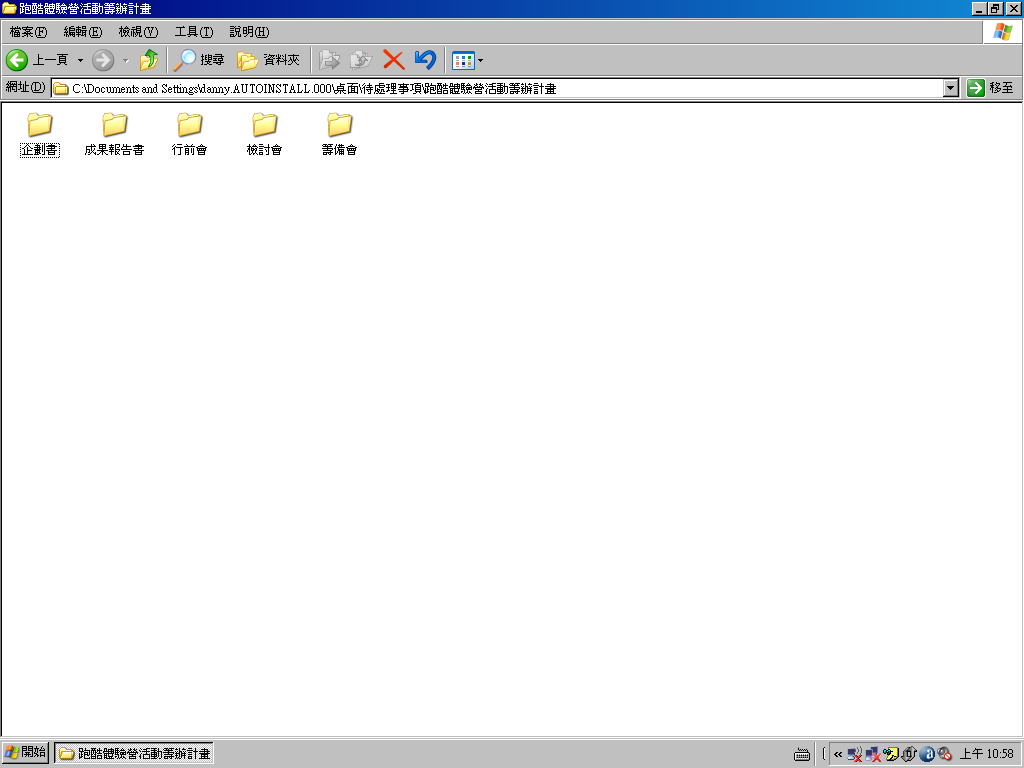 跑酷體驗營活動籌辦計畫
檔案(F) 編輯(E) 檢視(V) 工具(T) 說明(H)
上一頁 搜尋 資料夾
網址(D) C:\Documents and Settings\danny.AUTOINSTALL.000\桌面\待處理事項\跑酷體驗營活動籌辦計畫 移至
企劃書 成果報告書 行前會 檢討會 籌備會
開始 跑酷體驗營活動籌辦計畫 « 上午 10:58